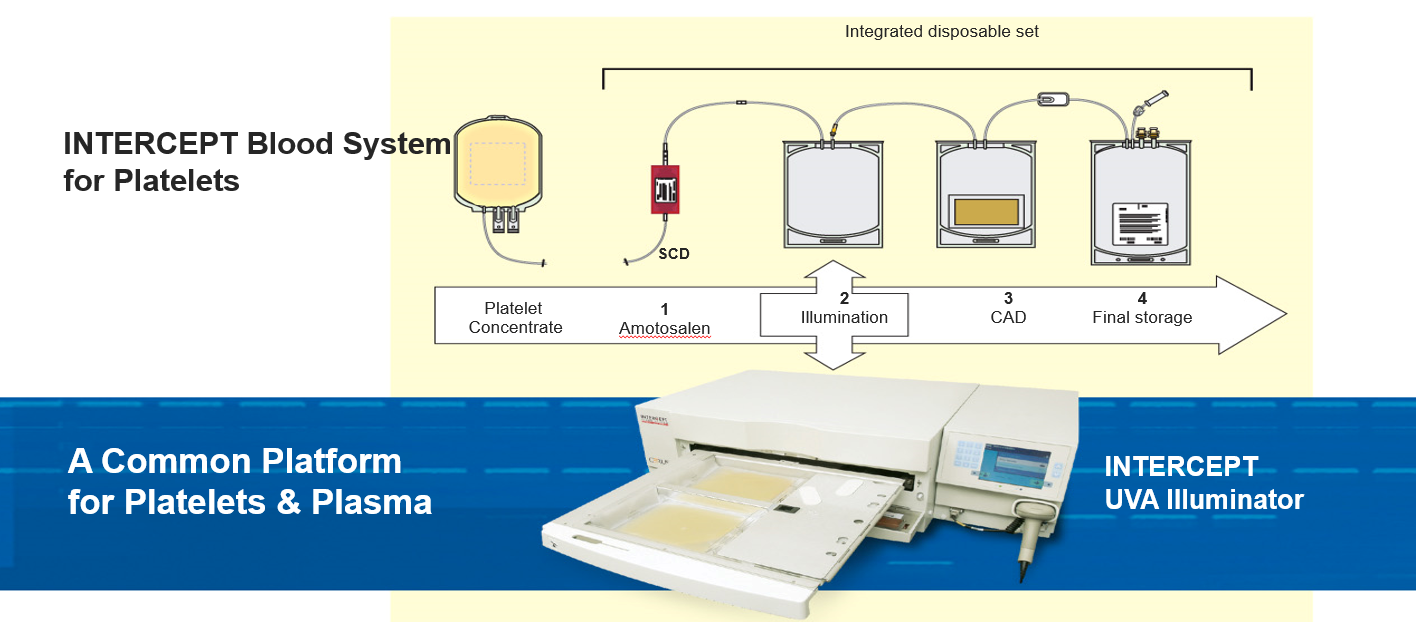 Integrated disposable set
INTERCEPT Blood System
for Platelets
SCD
Platelet
Concentrate
1
Amotosalen
2
Illumination
3
CAD
4
Final storage
A Common Platform
for Platelets & Plasma
INTERCEPT
INTERCEPT
UVA Illuminator